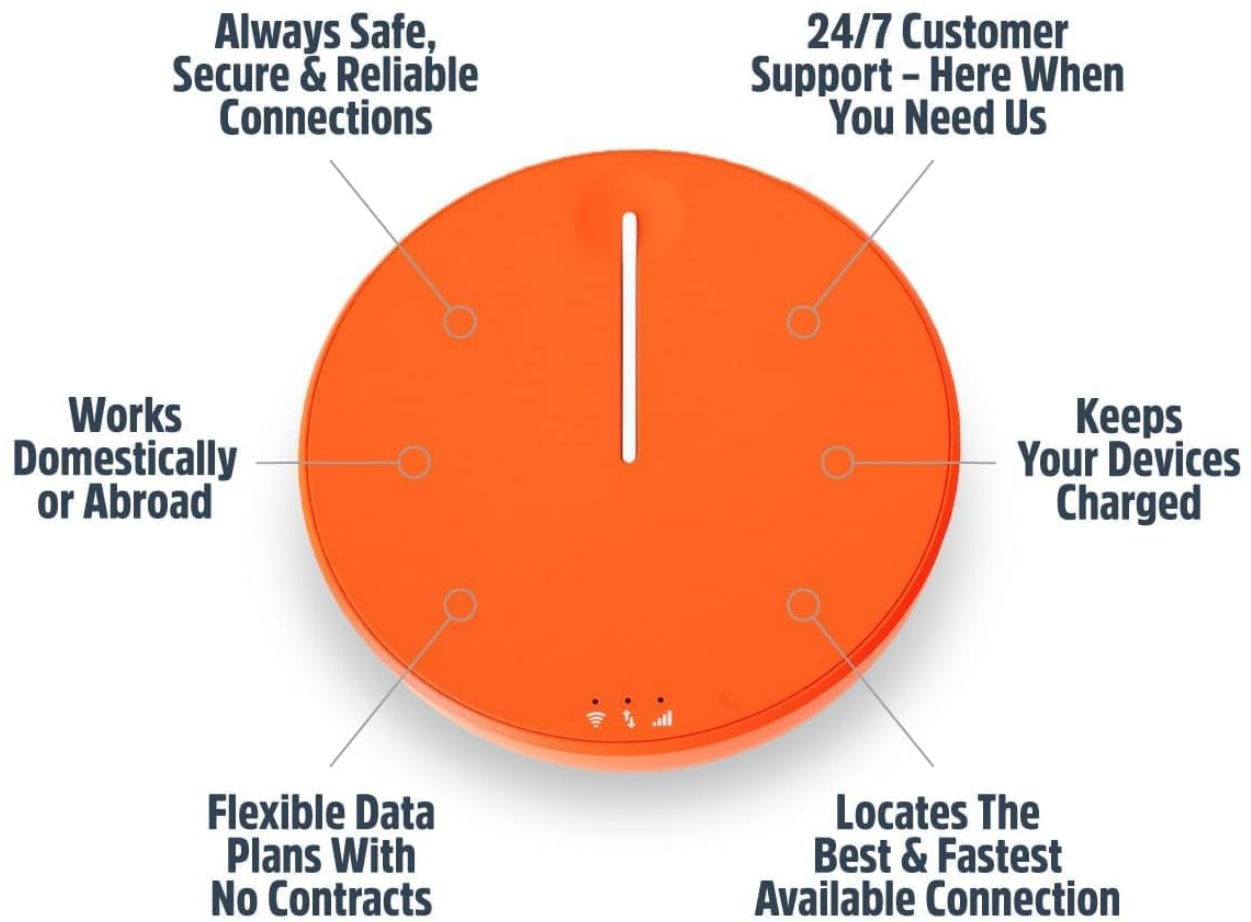 Always Safe,
Secure & Reliable
Connections
24/7 Customer
Support – Here When
You Need Us
Works
Domestically
or Abroad
Keeps
Your Devices
Charged
Flexible Data
Plans With
No Contracts
Locates The
Best & Fastest
Available Connection